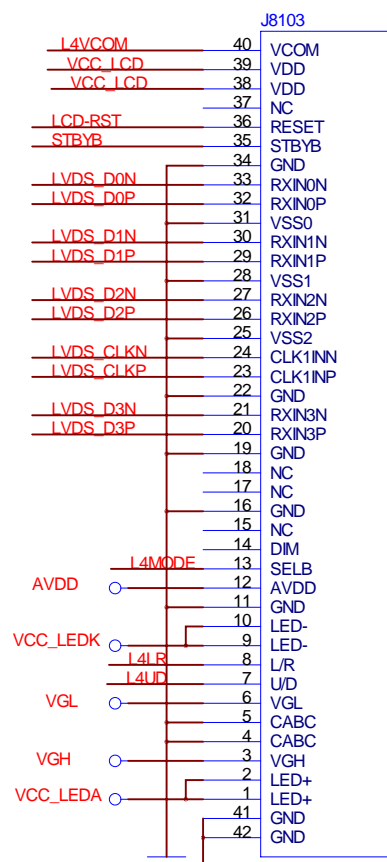 J8103
L4VCOM 40 VCOM
VCC_LCD 39 VDD
VCC_LCD 38 VDD
37 NC
LCD-RST 36 RESET
STBYB 35 STBYB
34 GND
LVDS_D0N 33 RXIN0N
LVDS_D0P 32 RXIN0P
31 VSS0
LVDS_D1N 30 RXIN1N
LVDS_D1P 29 RXIN1P
28 VSS1
LVDS_D2N 27 RXIN2N
LVDS_D2P 26 RXIN2P
25 VSS2
LVDS_CLKN 24 CLK1INN
LVDS_CLKP 23 CLK1INP
22 GND
LVDS_D3N 21 RXIN3N
LVDS_D3P 20 RXIN3P
19 GND
18 NC
17 NC
16 GND
15 NC
14 DIM
L4MODE 13 SELB
AVDD 12 AVDD
11 GND
10 LED-
VCC_LEDK 9 LED-
L4LR 8 L/R
L4UD 7 U/D
VGL 6 VGL
5 CABC
4 CABC
VGH 3 VGH
2 LED+
VCC_LEDA 1 LED+
41 GND
42 GND